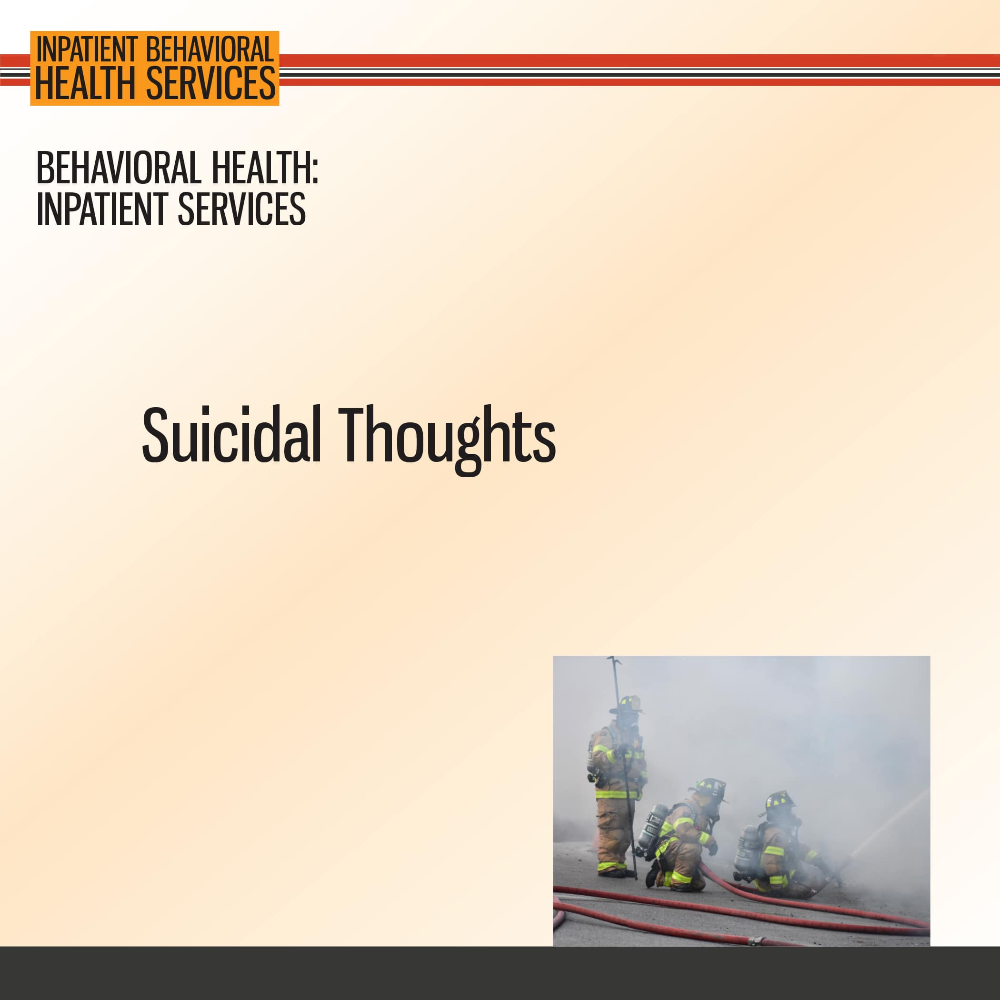 INPATIENT BEHAVIORAL
HEALTH SERVICES
BEHAVIORAL HEALTH:
INPATIENT SERVICES
Suicidal Thoughts